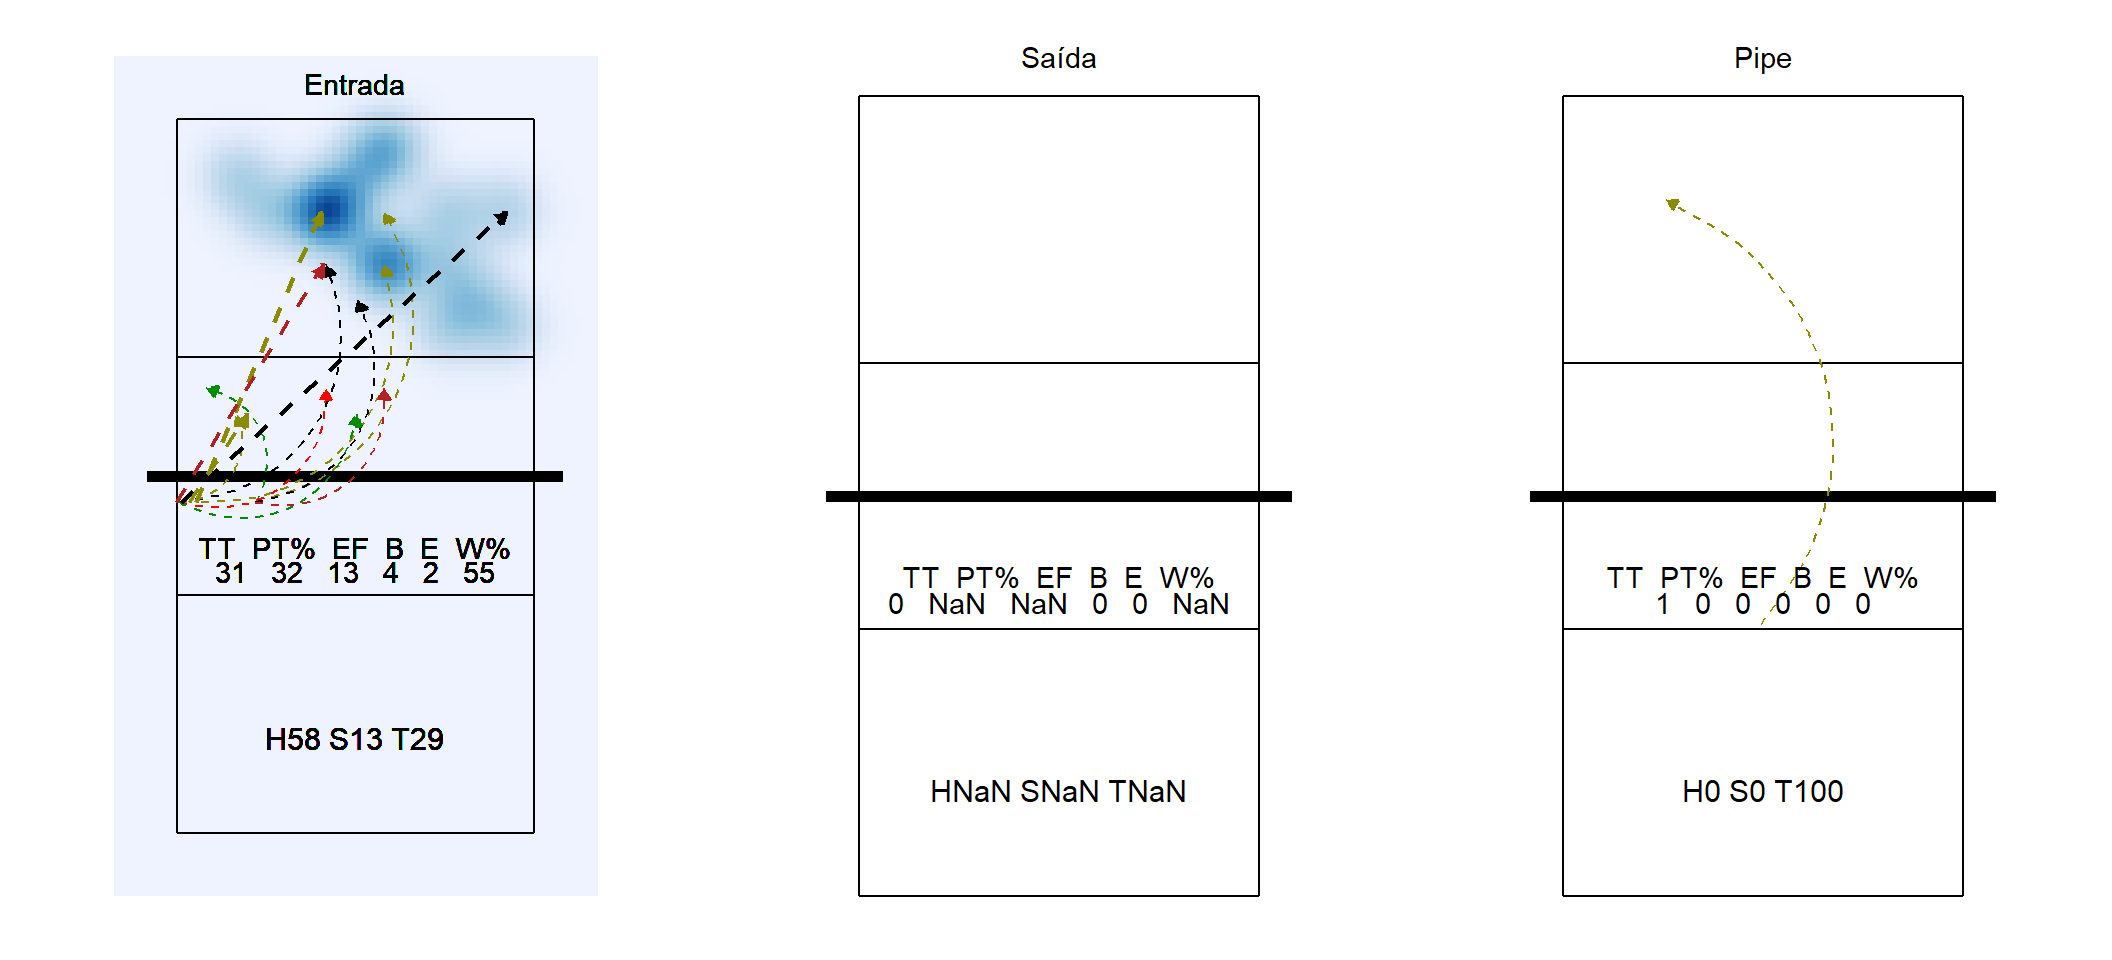 Entrada
TT PT% EF B E W%
31 32 13 4 2 55
H58 S13 T29
Saída
TT PT% EF B E W%
0 NaN NaN 0 0 NaN
HNaN SNaN TNaN
Pipe
TT PT% EF B E W%
1 0 0 0 0 0
H0 S0 T100